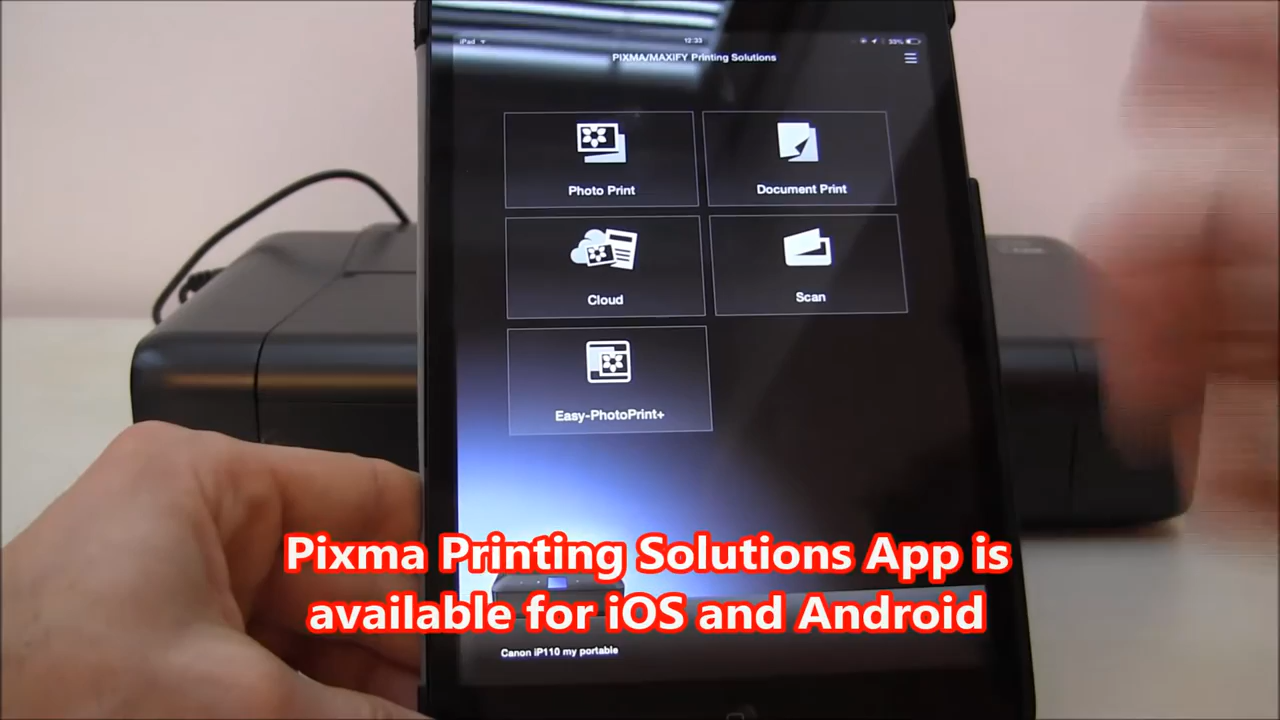 iPad 12:33 33%
PIXMA/MAXIFY Printing Solutions
Photo Print
Document Print
Cloud
Scan
Easy-PhotoPrint+
Pixma Printing Solutions App is
available for iOS and Android
Canon iP110 my portable